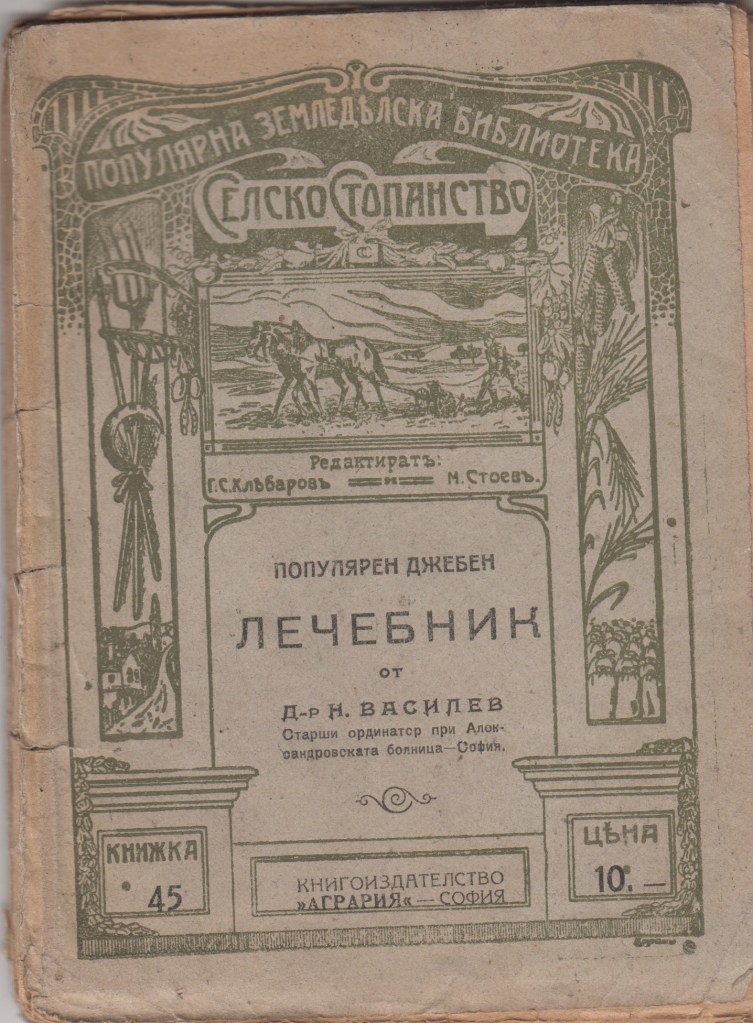 ПОПУЛЯРНА ЗЕМЛЕДѢЛСКА БИБЛИОТЕКА
СЕЛСКО СТОПАНСТВО
Редактиратъ:
Г.С.Клѣбаровъ и М.Стоевъ.
ПОПУЛЯРЕН ДЖЕБЕН
ЛЕЧЕБНИК
от
Д-р Н. ВАСИЛЕВ
Старши ординатор при Алек-
сандровската болница—София.
КНИЖКА
45
ЦѢНА
10.—
КНИГОИЗДАТЕЛСТВО
„АГРАРИЯ“—СОФИЯ